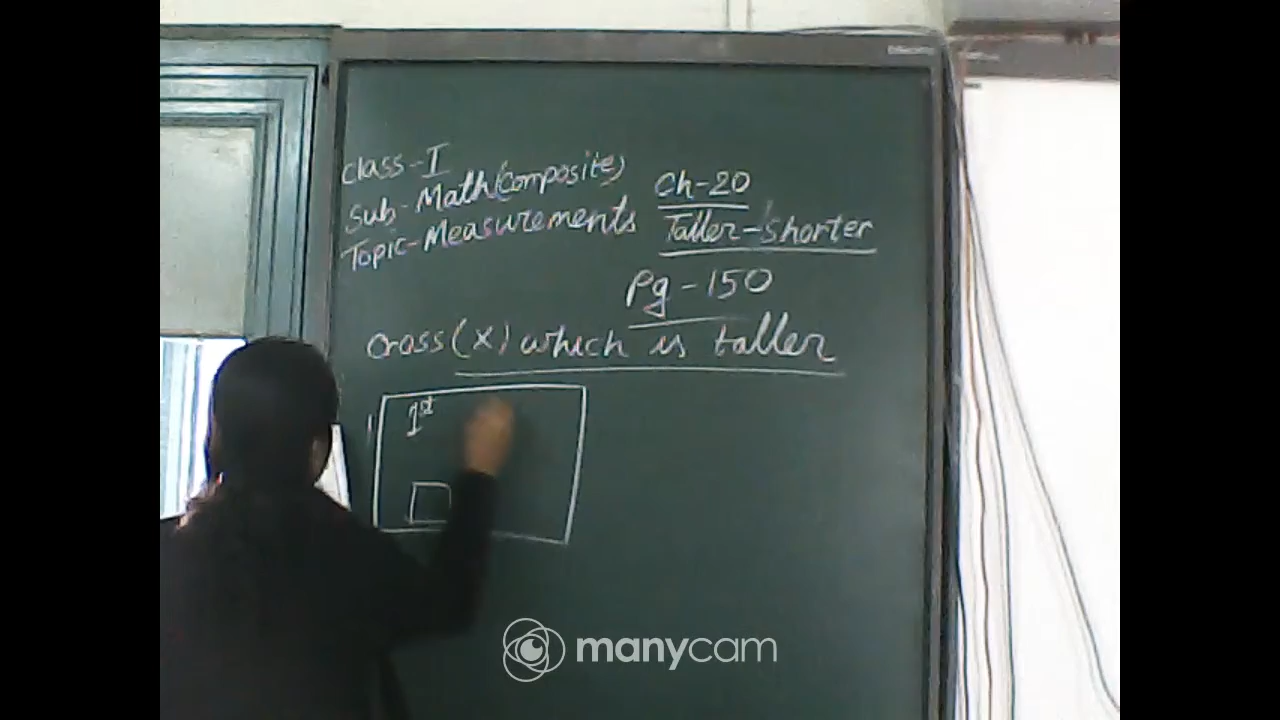 Class-I
Sub-Math(Composite)
Topic-Measurements
Ch-20
Taller-Shorter
Pg-150
Cross (x) which is taller
1st
manycam